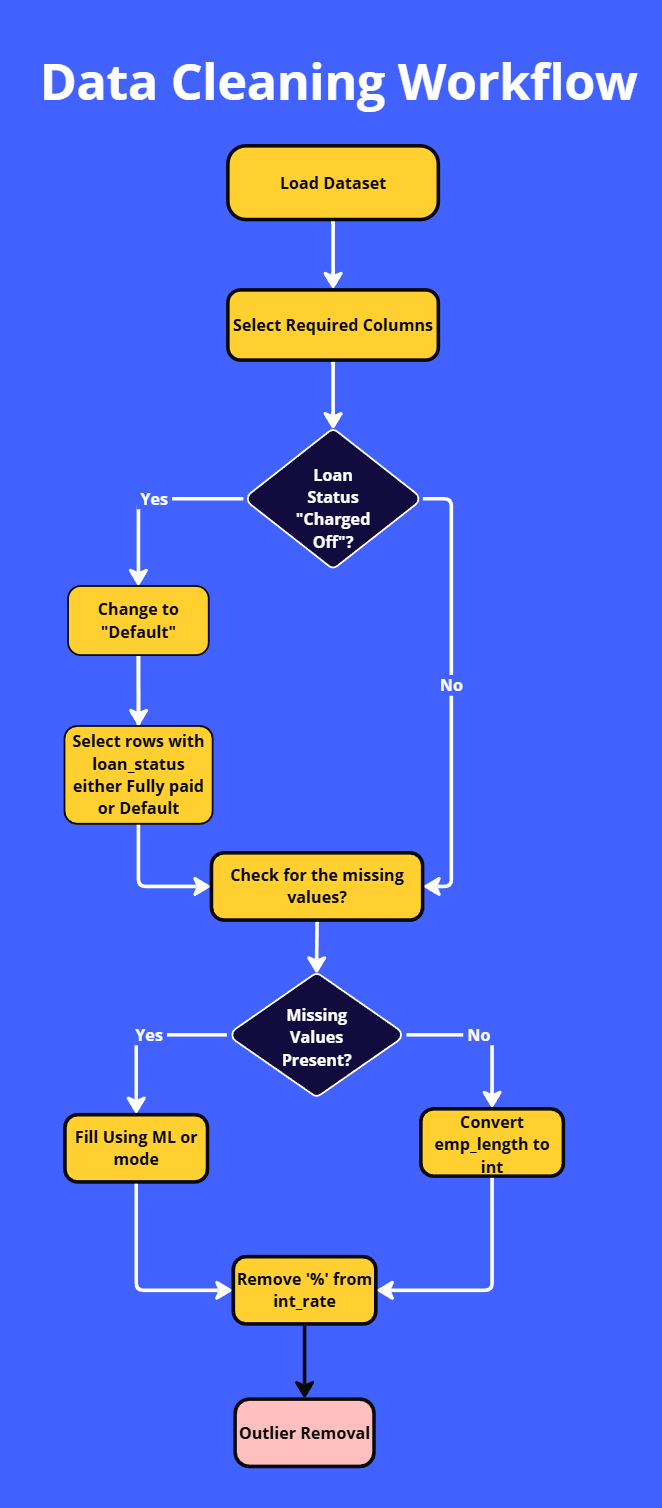 Data Cleaning Workflow
Load Dataset
Select Required Columns
Loan
Status
"Charged
Off"?
Yes
Change to
"Default"
No
Select rows with
loan_status
either Fully paid
or Default
Check for the missing
values?
Missing
Values
Present?
Yes
No
Fill Using ML or
mode
Convert
emp_length to
int
Remove '%' from
int_rate
Outlier Removal